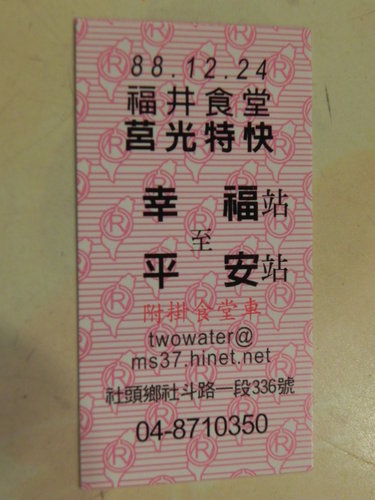 88.12.24
福井食堂
莒光特快
幸福站
至
平安站
附掛食堂車
twowater@
ms37.hinet.net
社頭鄉社斗路一段336號
04-8710350